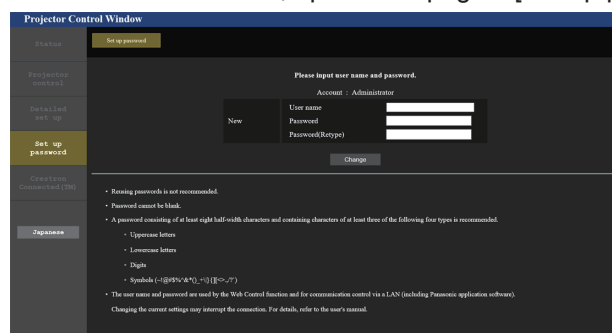 Projector Control Window
Status
Set up password
Projector
control
Please input user name and password.
Account : Administrator
Detailed
set up
New
User name
Password
Password(Retype)
Set up
password
Change
Crestron
Connected(TM)
• Reusing passwords is not recommended.
• Password cannot be blank.
• A password consisting of at least eight half-width characters and containing characters of at least three of the following four types is recommended.
Japanese
• Uppercase letters
• Lowercase letters
• Digits
• The user name and password are used by the Web Control function and for communication control via a LAN (including Panasonic application software).
Changing the current settings may interrupt the connection. For details, refer to the user's manual.